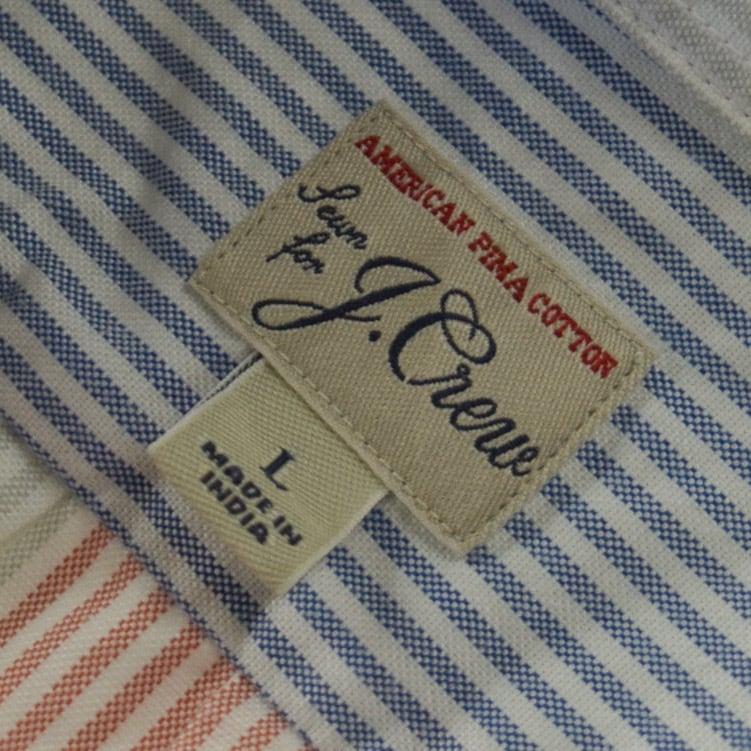 AMERICAN PIMA COTTON
Sewn
for
J.Crew
L
MADE IN
INDIA